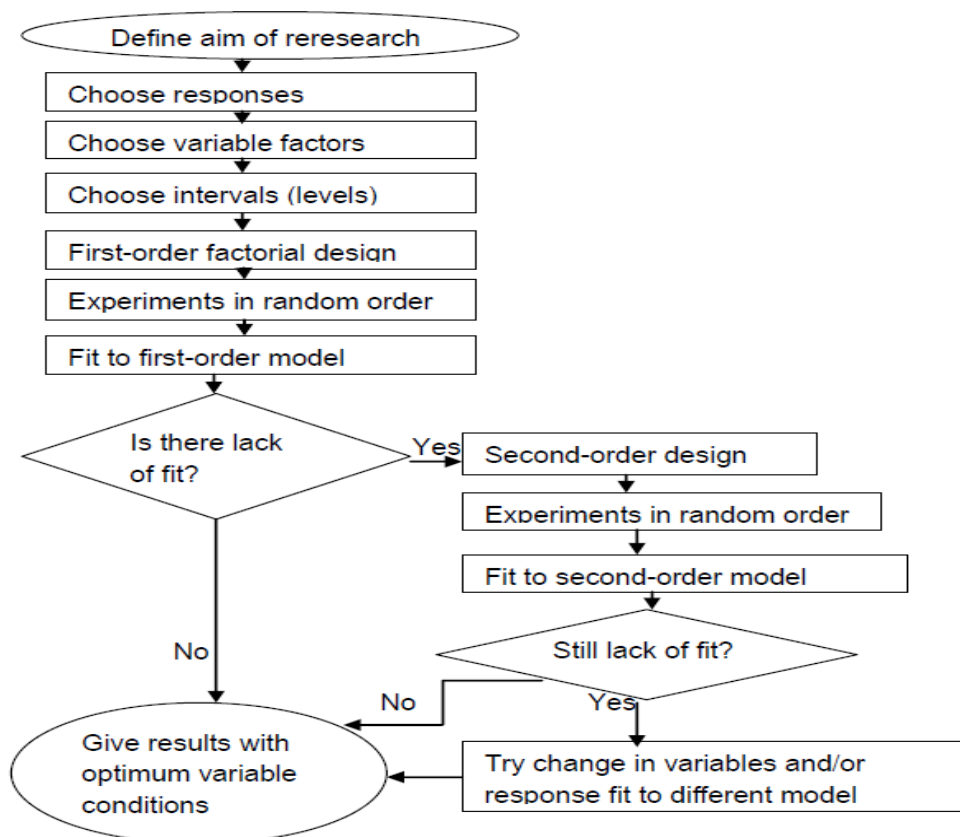 Define aim of reresearch
Choose responses
Choose variable factors
Choose intervals (levels)
First-order factorial design
Experiments in random order
Fit to first-order model
Is there lack
of fit?
Yes
Second-order design
Experiments in random order
Fit to second-order model
Still lack of fit?
No
No
Yes
Give results with
optimum variable
conditions
Try change in variables and/or
response fit to different model